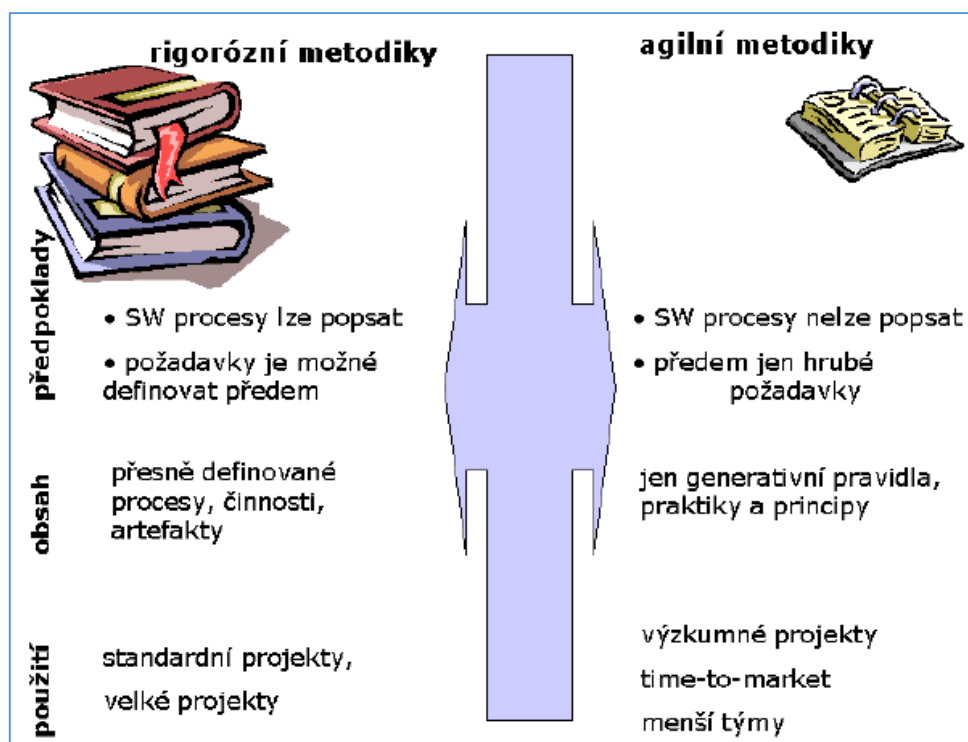 rigorózní metodiky
agilní metodiky
předpoklady
• SW procesy lze popsat
• požadavky je možné
definovat předem
• SW procesy nelze popsat
• předem jen hrubé
požadavky
obsah
přesně definované
procesy, činnosti,
artefakty
jen generativní pravidla,
praktiky a principy
použití
standardní projekty,
velké projekty
výzkumné projekty
time-to-market
menší týmy